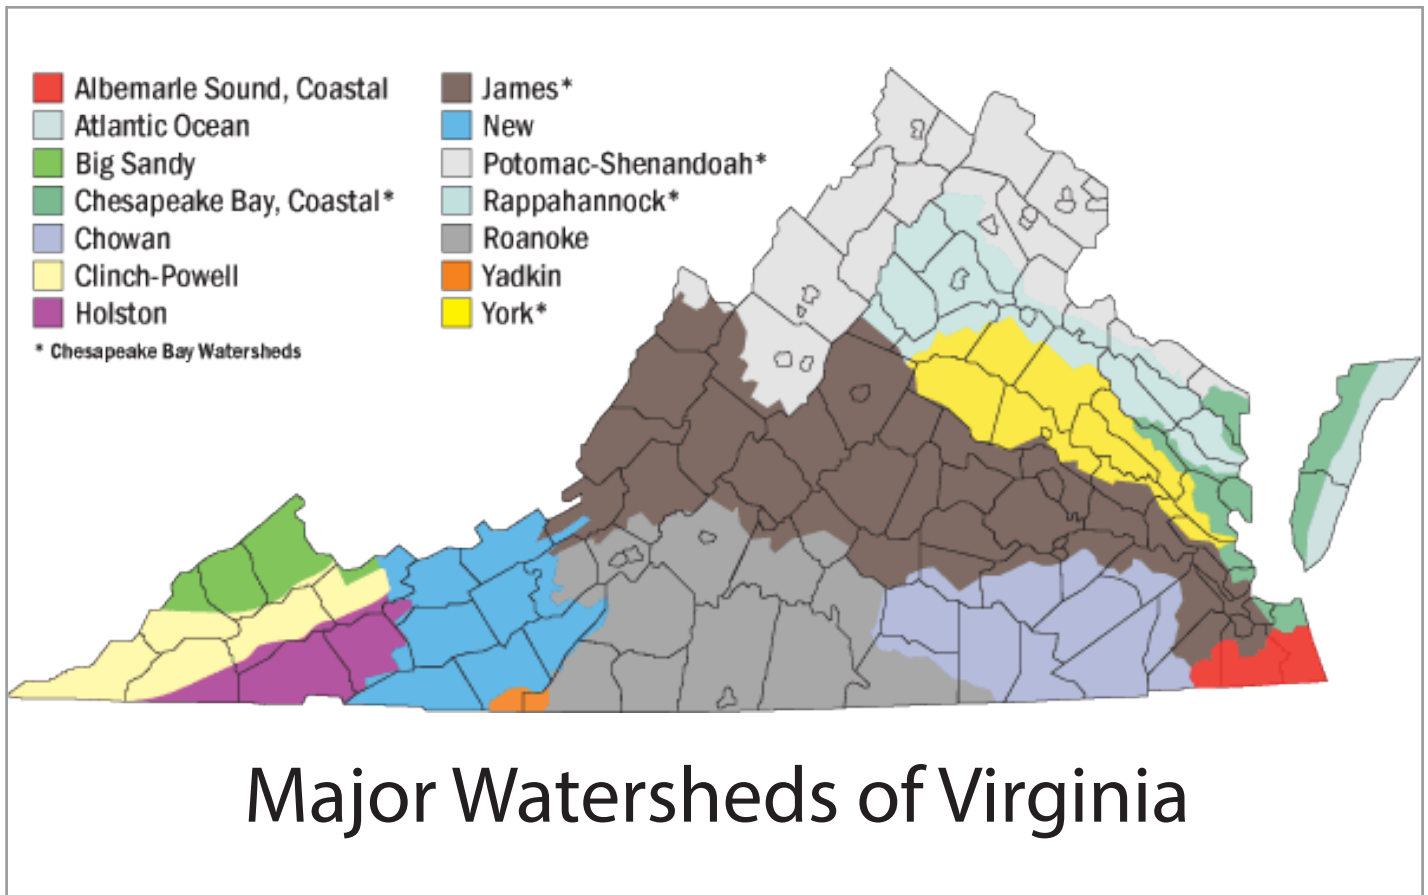 Albemarle Sound, Coastal
Atlantic Ocean
Big Sandy
Chesapeake Bay, Coastal*
Chowan
Clinch-Powell
Holston
* Chesapeake Bay Watersheds
James*
New
Potomac-Shenandoah*
Rappahannock*
Roanoke
Yadkin
York*
Major Watersheds of Virginia